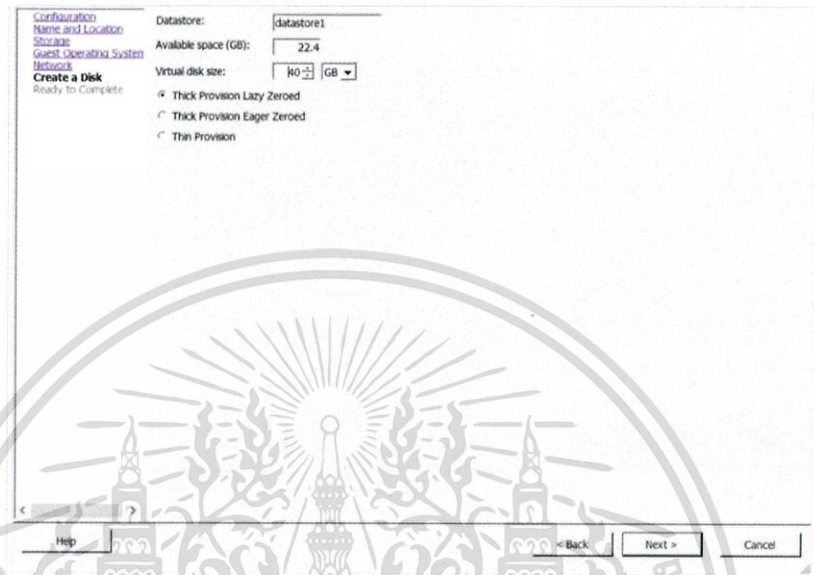 Configuration
Name and Location
Storage
Guest Operating System
Network
Create a Disk
Ready to Complete
Datastore: datastore1
Available space (GB): 22.4
Virtual disk size: 40 GB
Thick Provision Lazy Zeroed
Thick Provision Eager Zeroed
Thin Provision
Help
< Back
Next >
Cancel